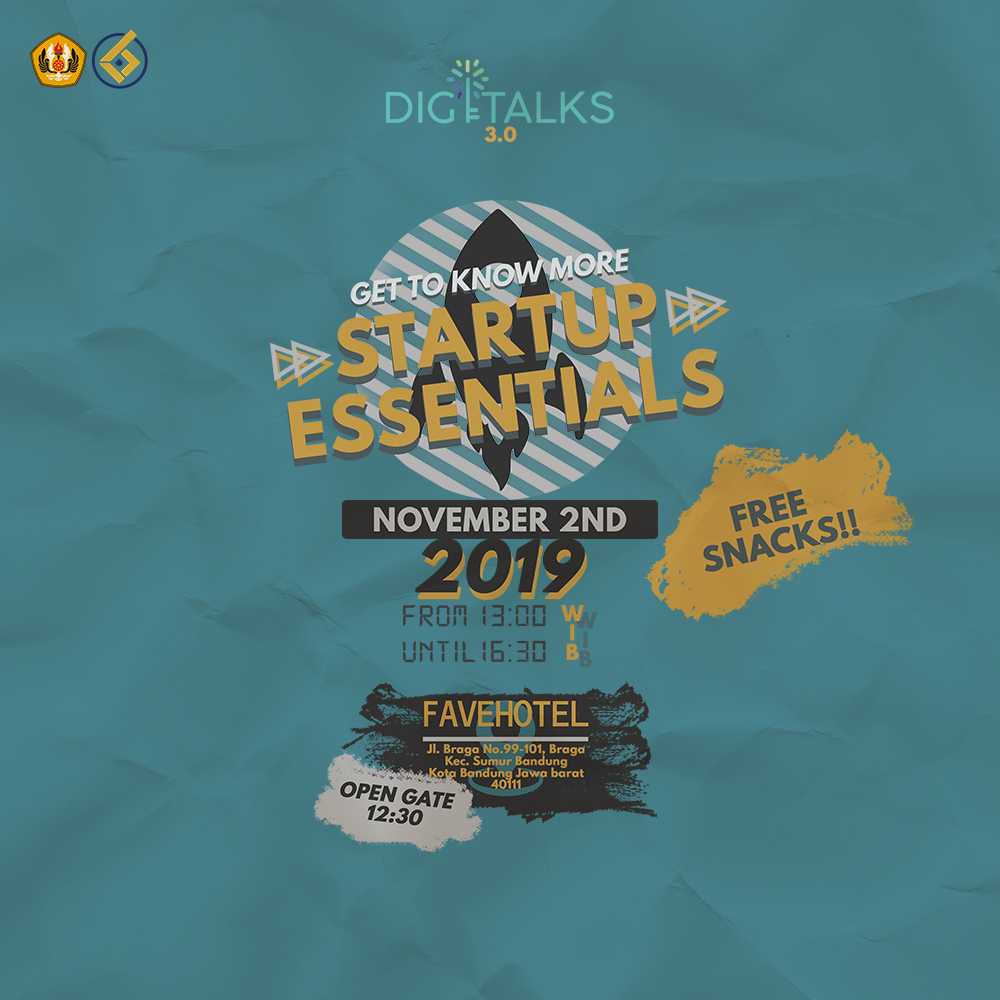 DIGITALKS
3.0
GET TO KNOW MORE
STARTUP
ESSENTIALS
NOVEMBER 2ND
2019
FROM 13:00
UNTIL 16:30
WIB
FREE
SNACKS!!
FAVEHOTEL
Jl. Braga No.99-101, Braga
Kec. Sumur Bandung
Kota Bandung Jawa barat
40111
OPEN GATE
12:30